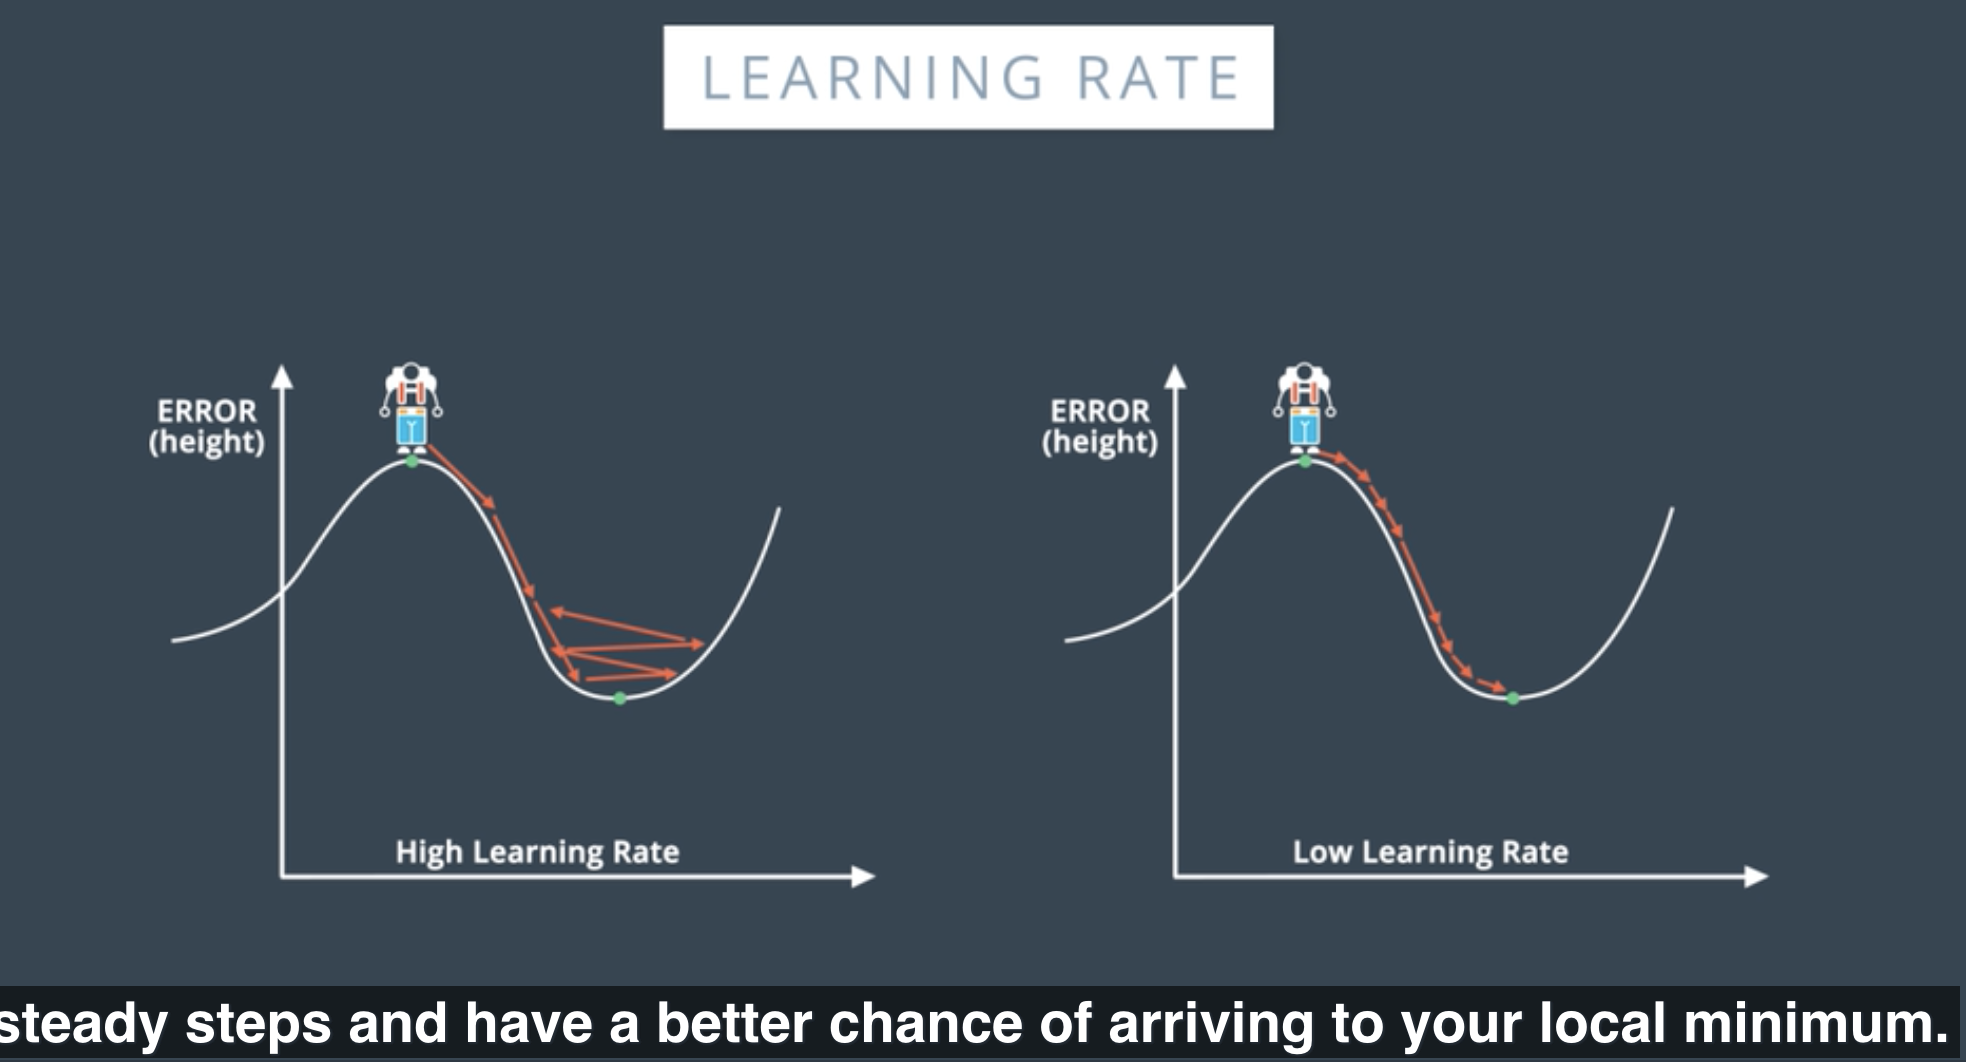 LEARNING RATE
ERROR
(height)
High Learning Rate
ERROR
(height)
Low Learning Rate
steady steps and have a better chance of arriving to your local minimum.